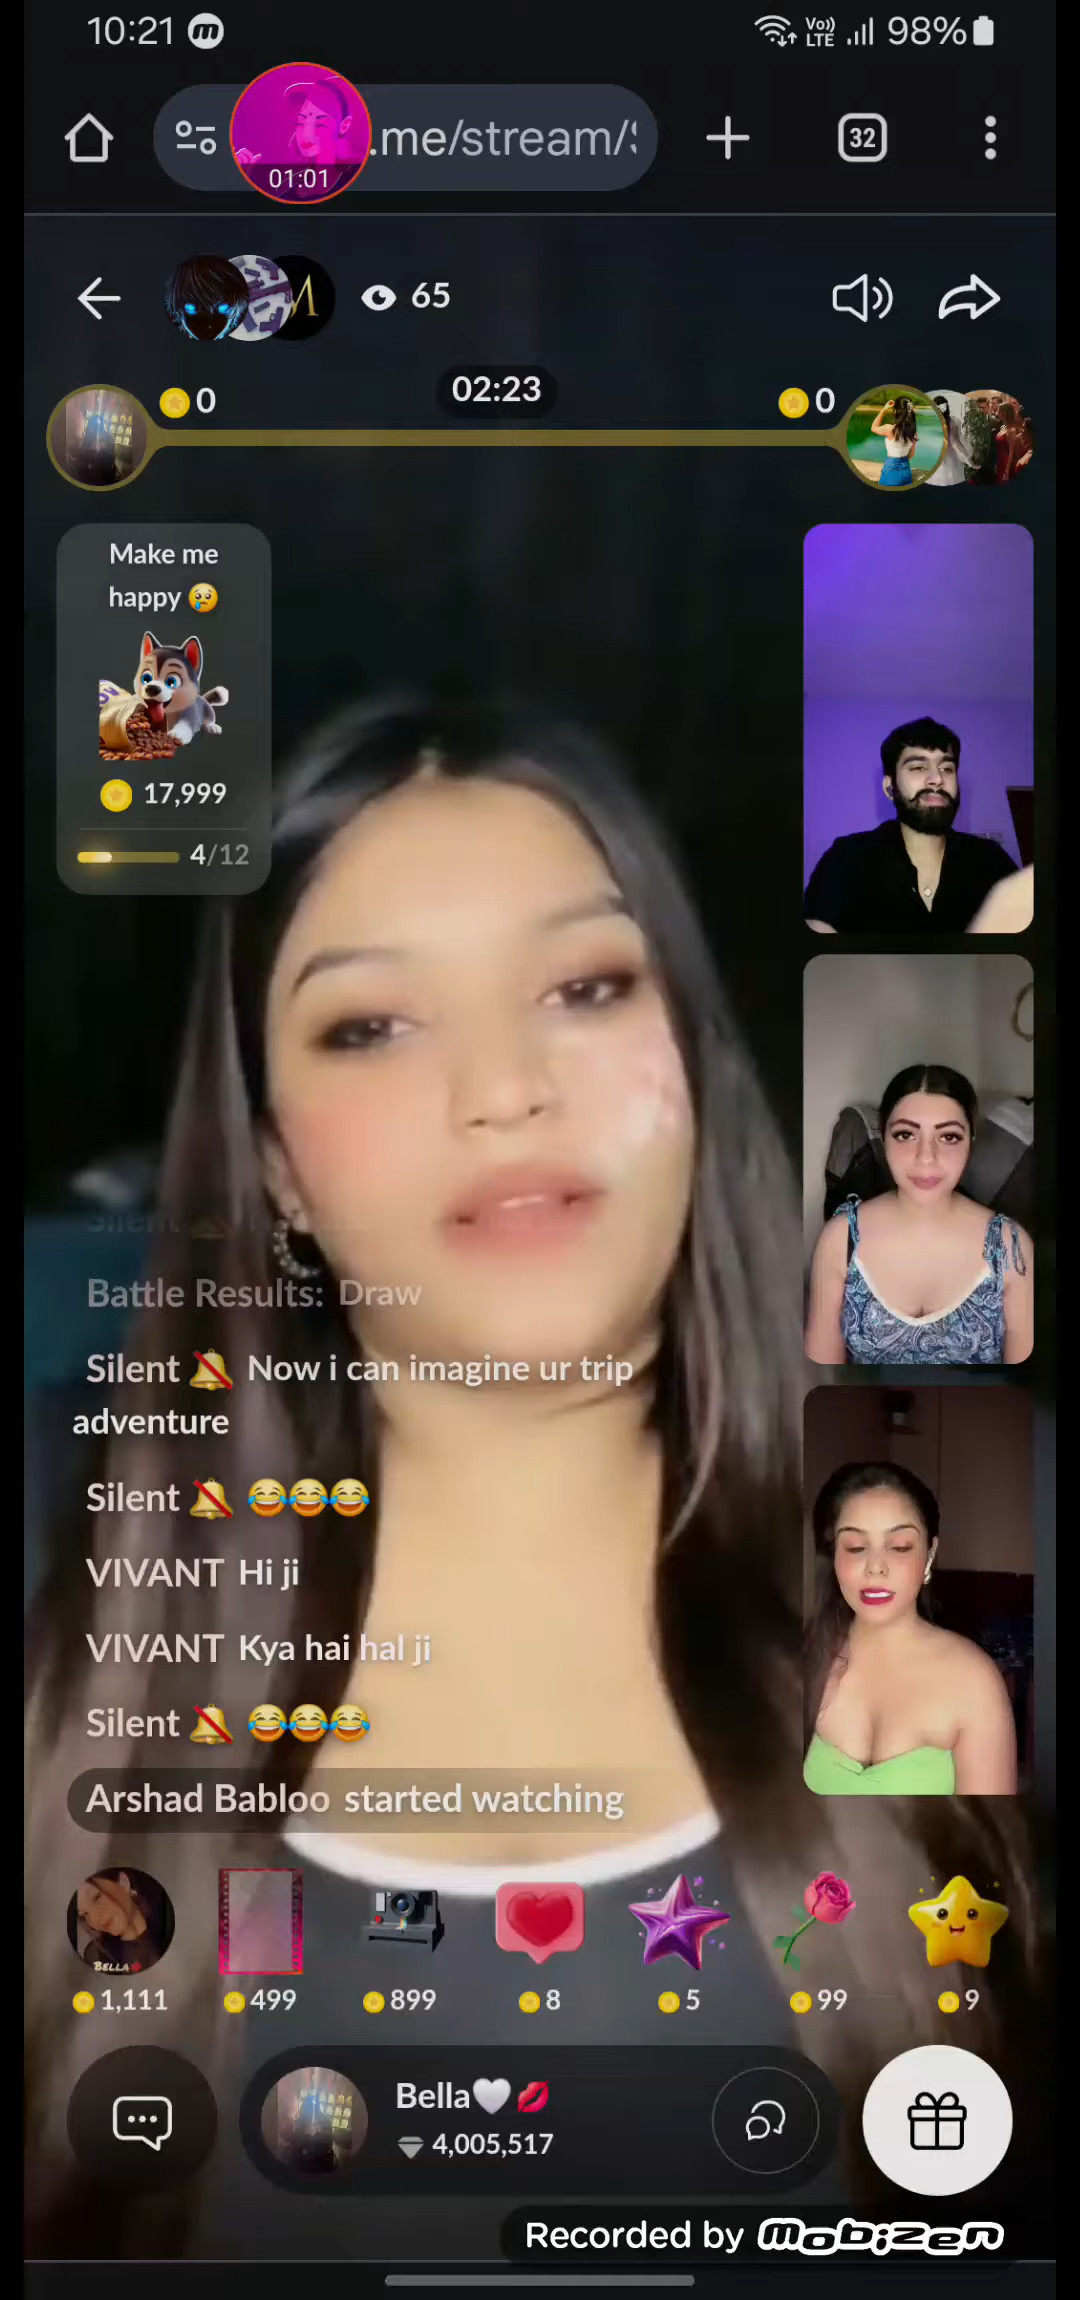 10:21
Vo))
LTE
98%
.me/stream/
32
01:01
65
0
02:23
0
Make me
happy 😢
17,999
4/12
Battle Results: Draw
Silent 🔕 Now i can imagine ur trip
adventure
Silent 🔕 😂😂😂
VIVANT Hi ji
VIVANT Kya hai hal ji
Silent 🔕 😂😂😂
Arshad Babloo started watching
BELLA
1,111
499
899
8
5
99
9
Bella🤍💋
4,005,517
Recorded by mobizen